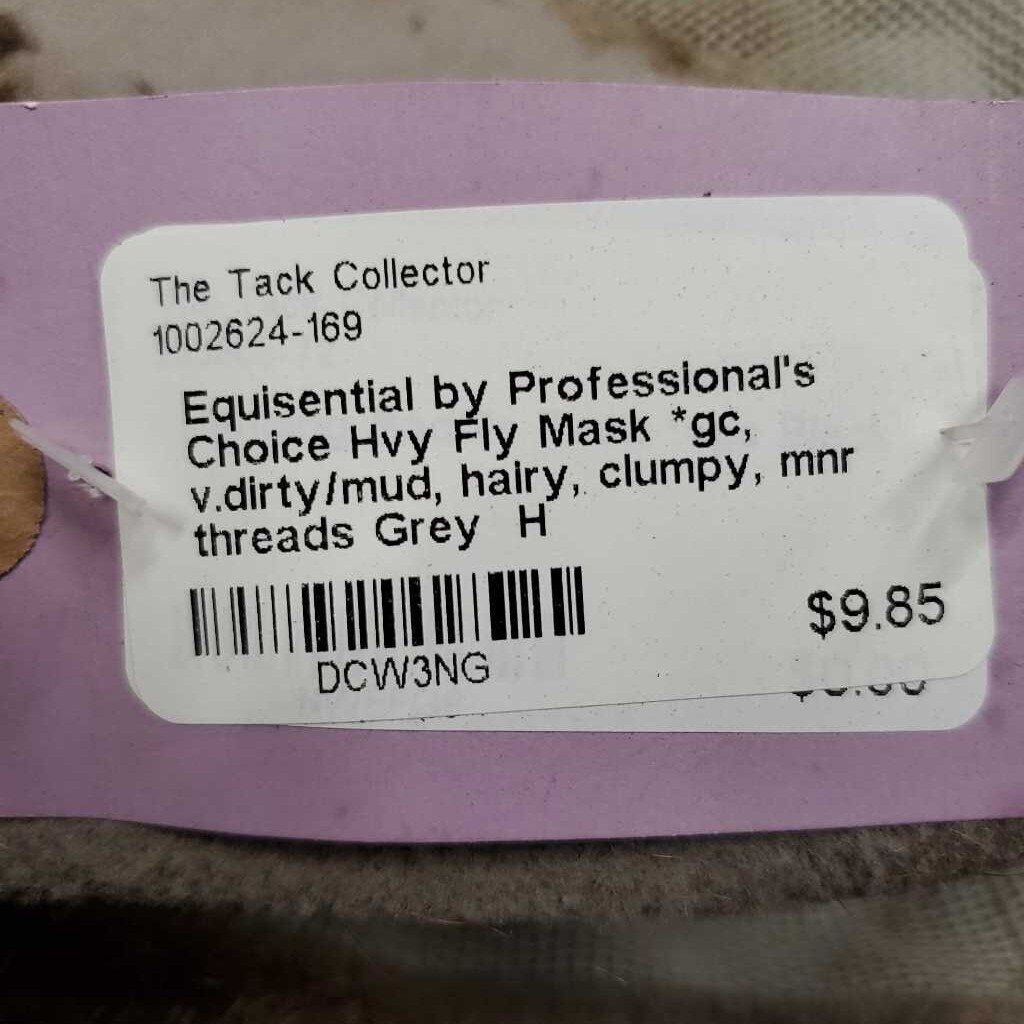 The Tack Collector
1002624-169
Equisential by Professional's
Choice Hvy Fly Mask *gc,
v.dirty/mud, hairy, clumpy, mnr
threads Grey H
$9.85
DCW3NG